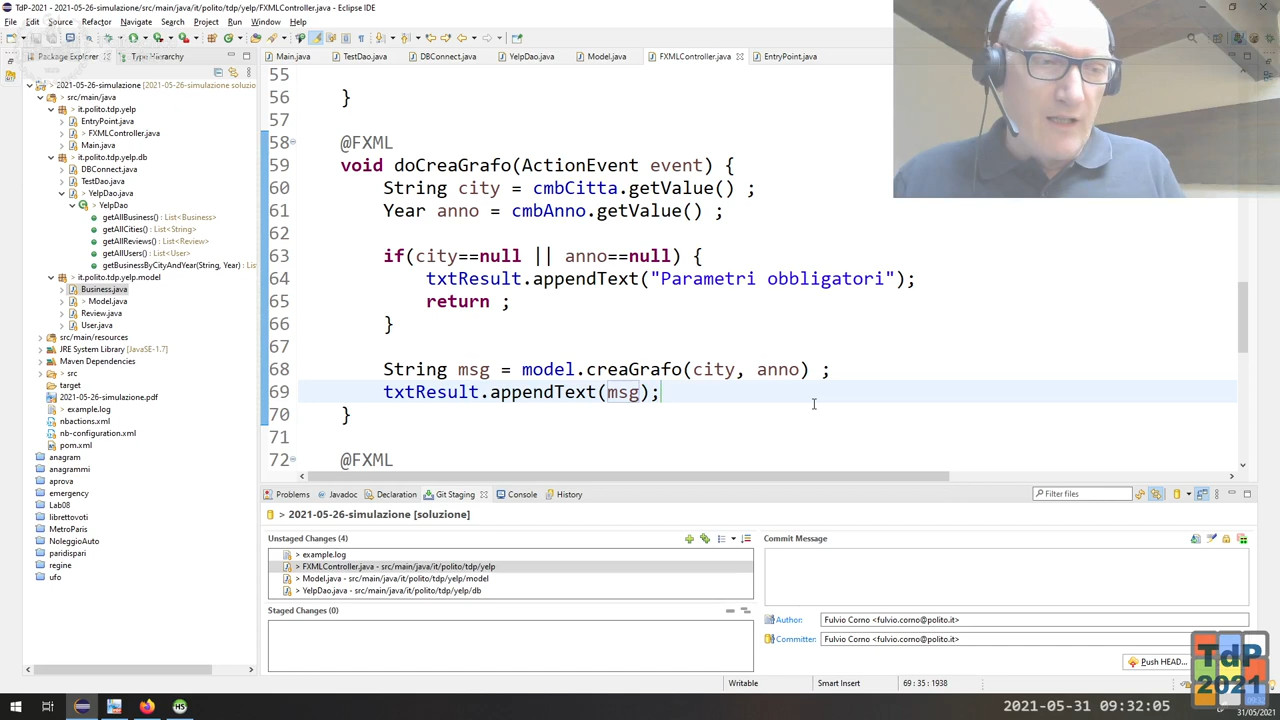 TdP-2021 - 2021-05-26-simulazione/src/main/java/it/polito/tdp/yelp/FXMLController.java - Eclipse IDE
File Edit Source Refactor Navigate Search Project Run Window Help
Package Explorer Type Hierarchy
Main.java TestDao.java DBConnect.java YelpDao.java Model.java FXMLController.java EntryPoint.java
> 2021-05-26-simulazione [2021-05-26-simulazione soluzio
src/main/java
> it.polito.tdp.yelp
EntryPoint.java
> FXMLController.java
Main.java
> it.polito.tdp.yelp.db
DBConnect.java
TestDao.java
> YelpDao.java
> YelpDao
getAllBusiness() : List<Business>
getAllCities() : List<String>
getAllReviews() : List<Review>
getAllUsers() : List<User>
getBusinessByCityAndYear(String, Year) : List
> it.polito.tdp.yelp.model
Business.java
> Model.java
Review.java
User.java
src/main/resources
JRE System Library [JavaSE-1.7]
Maven Dependencies
> src
target
2021-05-26-simulazione.pdf
> example.log
nbactions.xml
nb-configuration.xml
pom.xml
anagram
anagrammi
aprova
emergency
Lab08
librettovoti
MetroParis
NoleggioAuto
paridispari
regine
ufo
55
56 }
57
58 @FXML
59 void doCreaGrafo(ActionEvent event) {
60 String city = cmbCitta.getValue() ;
61 Year anno = cmbAnno.getValue() ;
62
63 if(city==null || anno==null) {
64 txtResult.appendText("Parametri obbligatori");
65 return ;
66 }
67
68 String msg = model.creaGrafo(city, anno) ;
69 txtResult.appendText(msg);
70 }
71
72 @FXML
Problems Javadoc Declaration Git Staging Console History
Filter files
> 2021-05-26-simulazione [soluzione]
Unstaged Changes (4)
> example.log
> FXMLController.java - src/main/java/it/polito/tdp/yelp
> Model.java - src/main/java/it/polito/tdp/yelp/model
> YelpDao.java - src/main/java/it/polito/tdp/yelp/db
Staged Changes (0)
Commit Message
Author: Fulvio Corno <fulvio.corno@polito.it>
Committer: Fulvio Corno <fulvio.corno@polito.it>
Push HEAD...
Writable Smart Insert 69 : 35 : 1938
TdP
2021
2021-05-31 09:32:05
31/05/2021